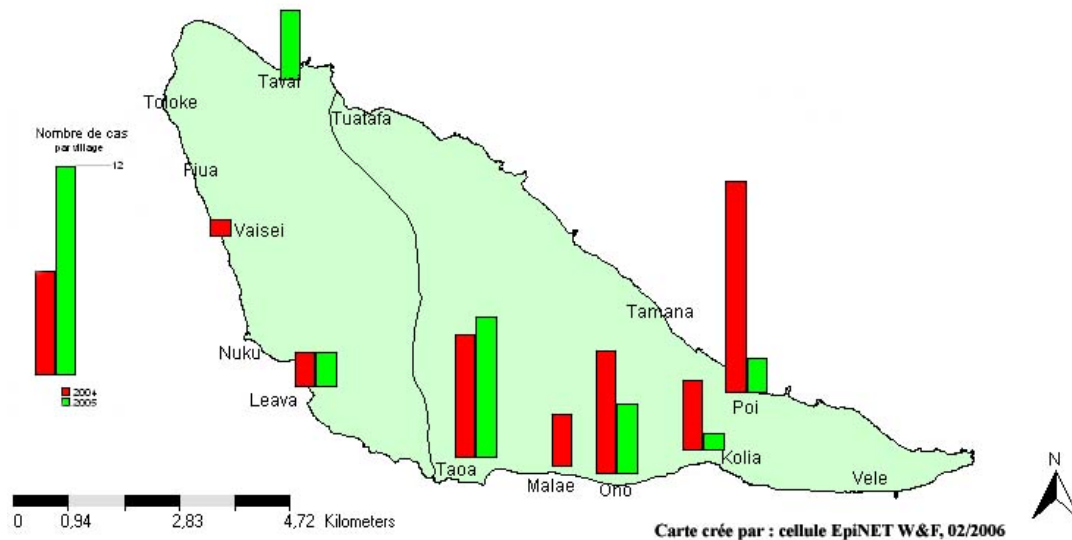 Tavai
Toloke
Tuatafa
Nombre de cas
par village
12
Fiua
Vaisei
Tamana
Nuku
2004
2005
Leava
Poi
Kolia
Taoa
Malae
Ono
Vele
N
0 0,94 2,83 4,72 Kilometers
Carte crée par : cellule EpiNET W&F, 02/2006